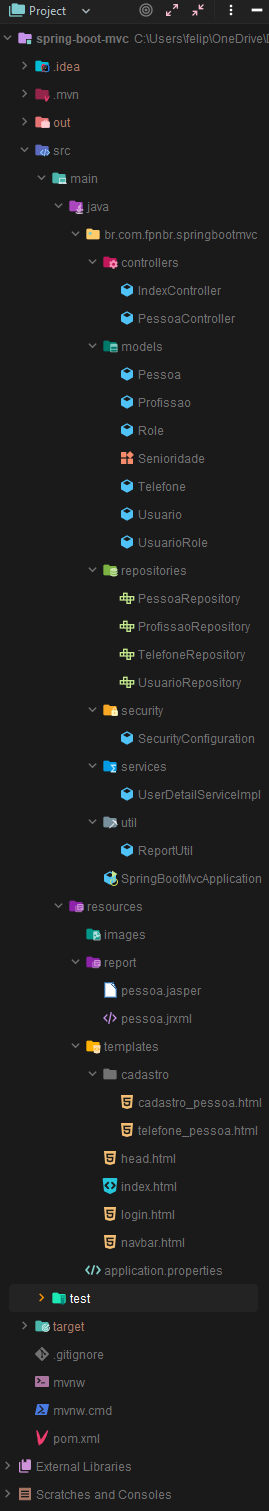 Project
spring-boot-mvc C:\Users\felip\OneDrive\
.idea
.mvn
out
src
main
java
br.com.fpnbr.springbootmvc
controllers
IndexController
PessoaController
models
Pessoa
Profissao
Role
Senioridade
Telefone
Usuario
UsuarioRole
repositories
PessoaRepository
ProfissaoRepository
TelefoneRepository
UsuarioRepository
security
SecurityConfiguration
services
UserDetailServiceImpl
util
ReportUtil
SpringBootMvcApplication
resources
images
report
pessoa.jasper
pessoa.jrxml
templates
cadastro
cadastro_pessoa.html
telefone_pessoa.html
head.html
index.html
login.html
navbar.html
application.properties
test
target
.gitignore
mvnw
mvnw.cmd
pom.xml
External Libraries
Scratches and Consoles